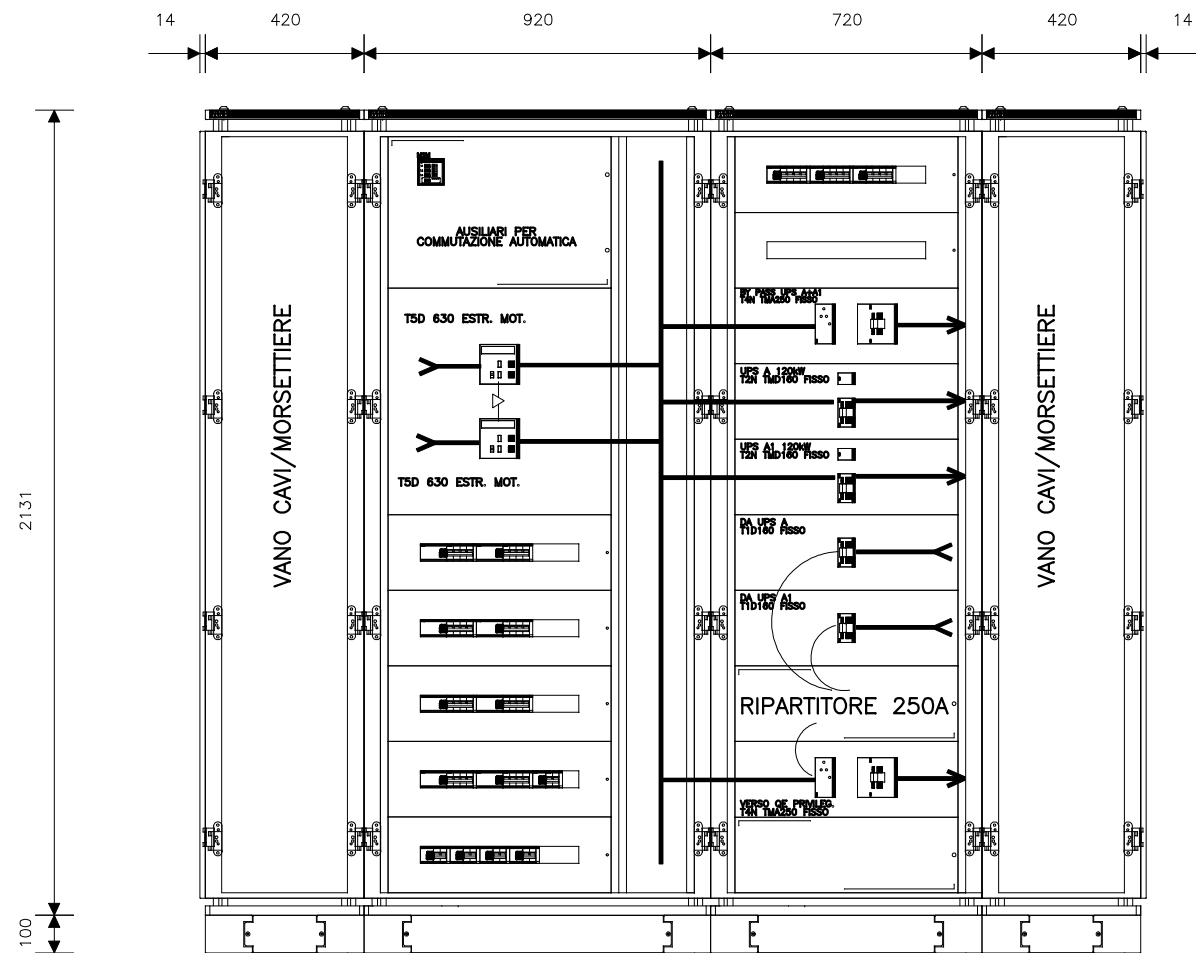 14
420
920
720
420
14
AUSILIARI PER
COMMUTAZIONE AUTOMATICA
BY PASS UPS A+A1
T4N TMA250 FISSO
T5D 630 ESTR. MOT.
UPS A 120kW
T2N TMD160 FISSO
UPS A1 120kW
T2N TMD160 FISSO
T5D 630 ESTR. MOT.
VANO CAVI/MORSETTIERE
VANO CAVI/MORSETTIERE
2131
DA UPS A
T1D160 FISSO
DA UPS A1
T1D160 FISSO
RIPARTITORE 250A
VERSO QE PRIVILEG.
T4N TMA250 FISSO
100